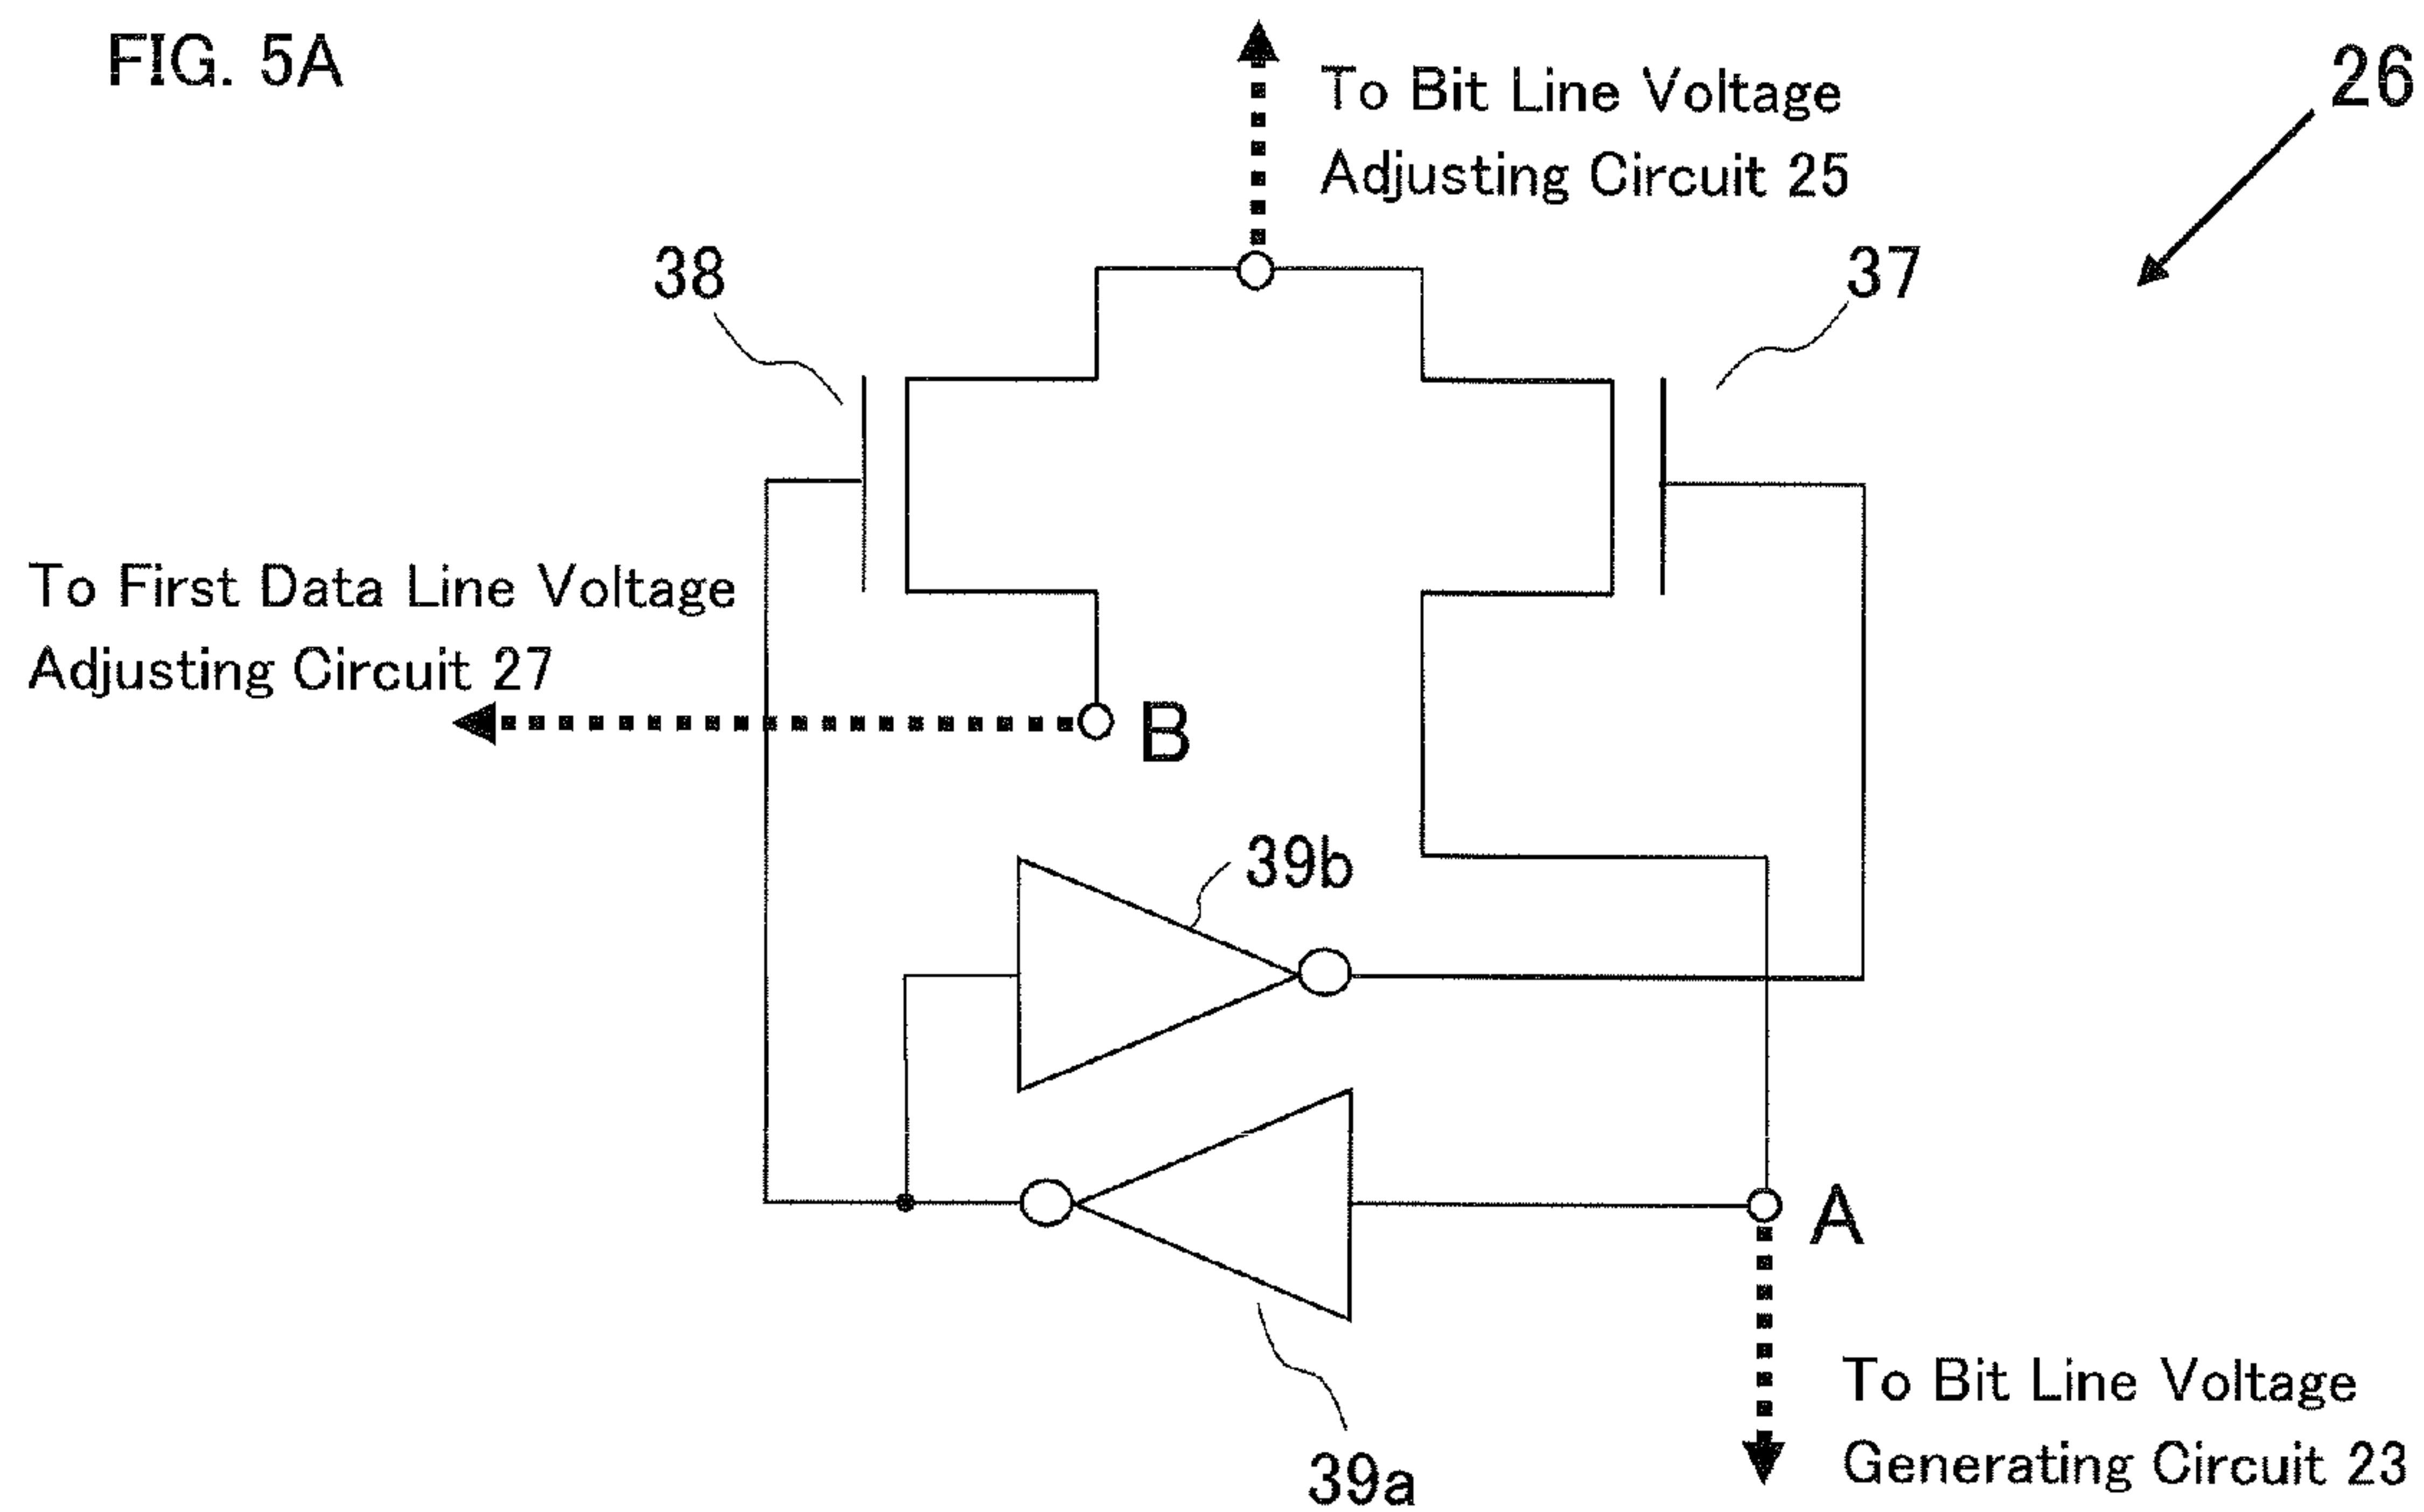 FIG. 5A
To Bit Line Voltage
Adjusting Circuit 25
26
38
37
To First Data Line Voltage
Adjusting Circuit 27
B
39b
A
To Bit Line Voltage
Generating Circuit 23
39a